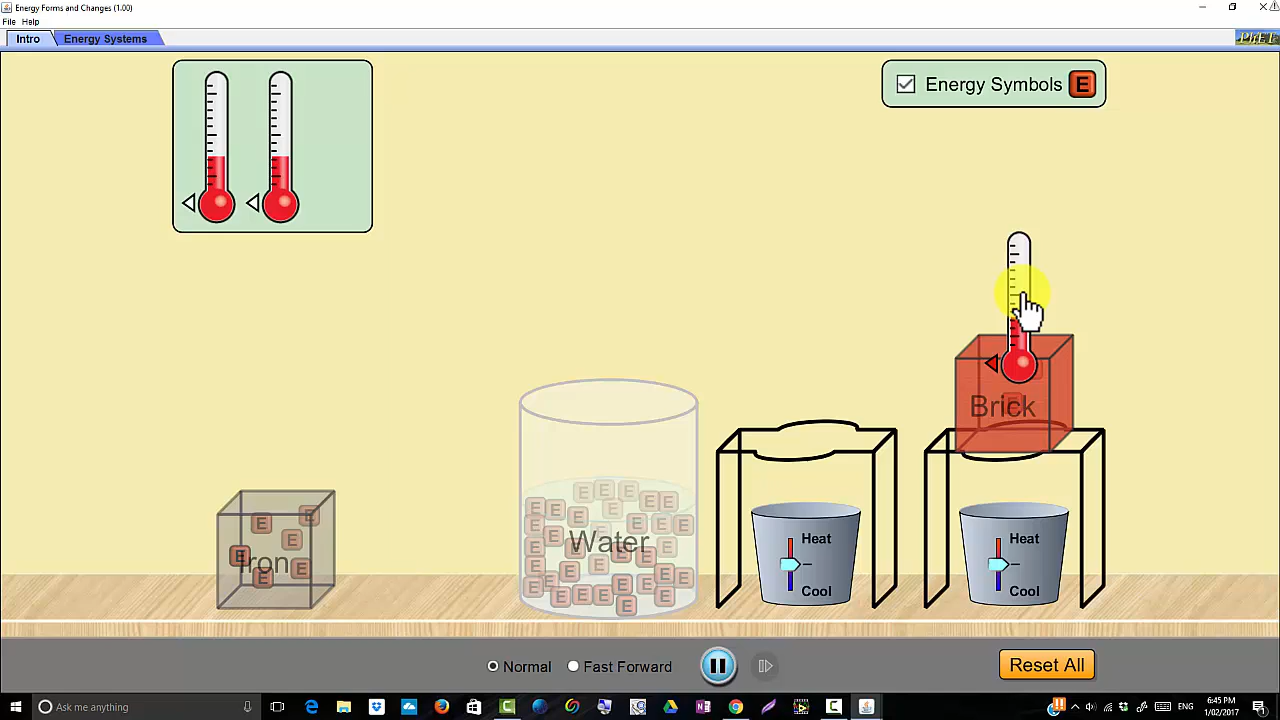 Energy Forms and Changes (1.00)
File Help
Intro Energy Systems
PhET
Energy Symbols E
Brick
E E E E E E E
Iron
Water
Heat
Cool
Heat
Cool
Normal Fast Forward
Reset All
Ask me anything
ENG
6:45 PM
1/02/2017